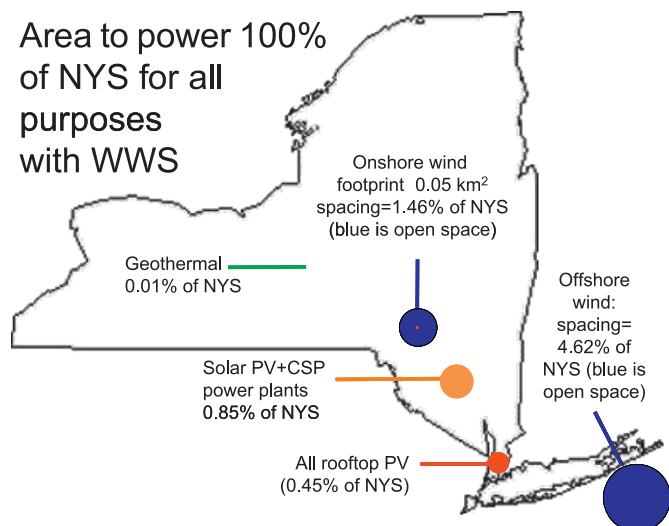 Area to power 100%
of NYS for all
purposes
with WWS
Onshore wind
footprint 0.05 km²
spacing=1.46% of NYS
(blue is open space)
Geothermal
0.01% of NYS
Offshore
wind:
spacing=
4.62% of
NYS (blue is
open space)
Solar PV+CSP
power plants
0.85% of NYS
All rooftop PV
(0.45% of NYS)